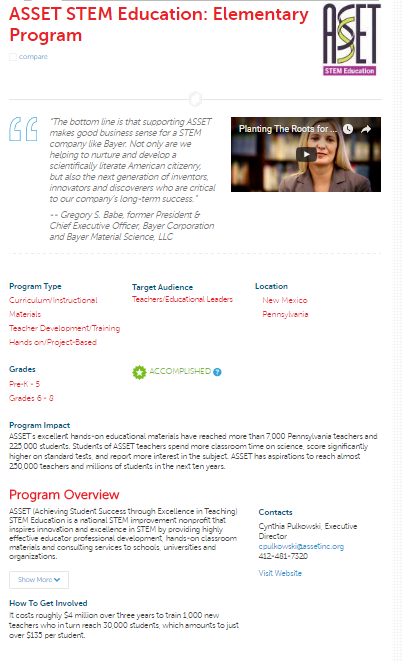 ASSET STEM Education: Elementary
Program
compare
ASSET
STEM Education
"The bottom line is that supporting ASSET
makes good business sense for a STEM
company like Bayer. Not only are we
helping to nurture and develop a
scientifically literate American citizenry,
but also the next generation of inventors,
innovators and discoverers who are critical
to our company's long-term success."
-- Gregory S. Babe, former President &
Chief Executive Officer, Bayer Corporation
and Bayer Material Science, LLC
Planting The Roots for ...
Program Type
Curriculum/Instructional
Materials
Teacher Development/Training
Hands on/Project-Based
Target Audience
Teachers/Educational Leaders
Location
New Mexico
Pennsylvania
Grades
Pre-K - 5
Grades 6 - 8
ACCOMPLISHED ?
Program Impact
ASSET's excellent hands-on educational materials have reached more than 7,000 Pennsylvania teachers and
225,000 students. Students of ASSET teachers spend more classroom time on science, score significantly
higher on standard tests, and report more interest in the subject. ASSET has aspirations to reach almost
250,000 teachers and millions of students in the next ten years.
Program Overview
ASSET (Achieving Student Success through Excellence in Teaching)
STEM Education is a national STEM improvement nonprofit that
inspires innovation and excellence in STEM by providing highly
effective educator professional development, hands-on classroom
materials and consulting services to schools, universities and
organizations.
Show More
Contacts
Cynthia Pulkowski, Executive
Director
cpulkowski@assetinc.org
412-481-7320
Visit Website
How To Get Involved
It costs roughly $4 million over three years to train 1,000 new
teachers who in turn reach 30,000 students, which amounts to just
over $135 per student.